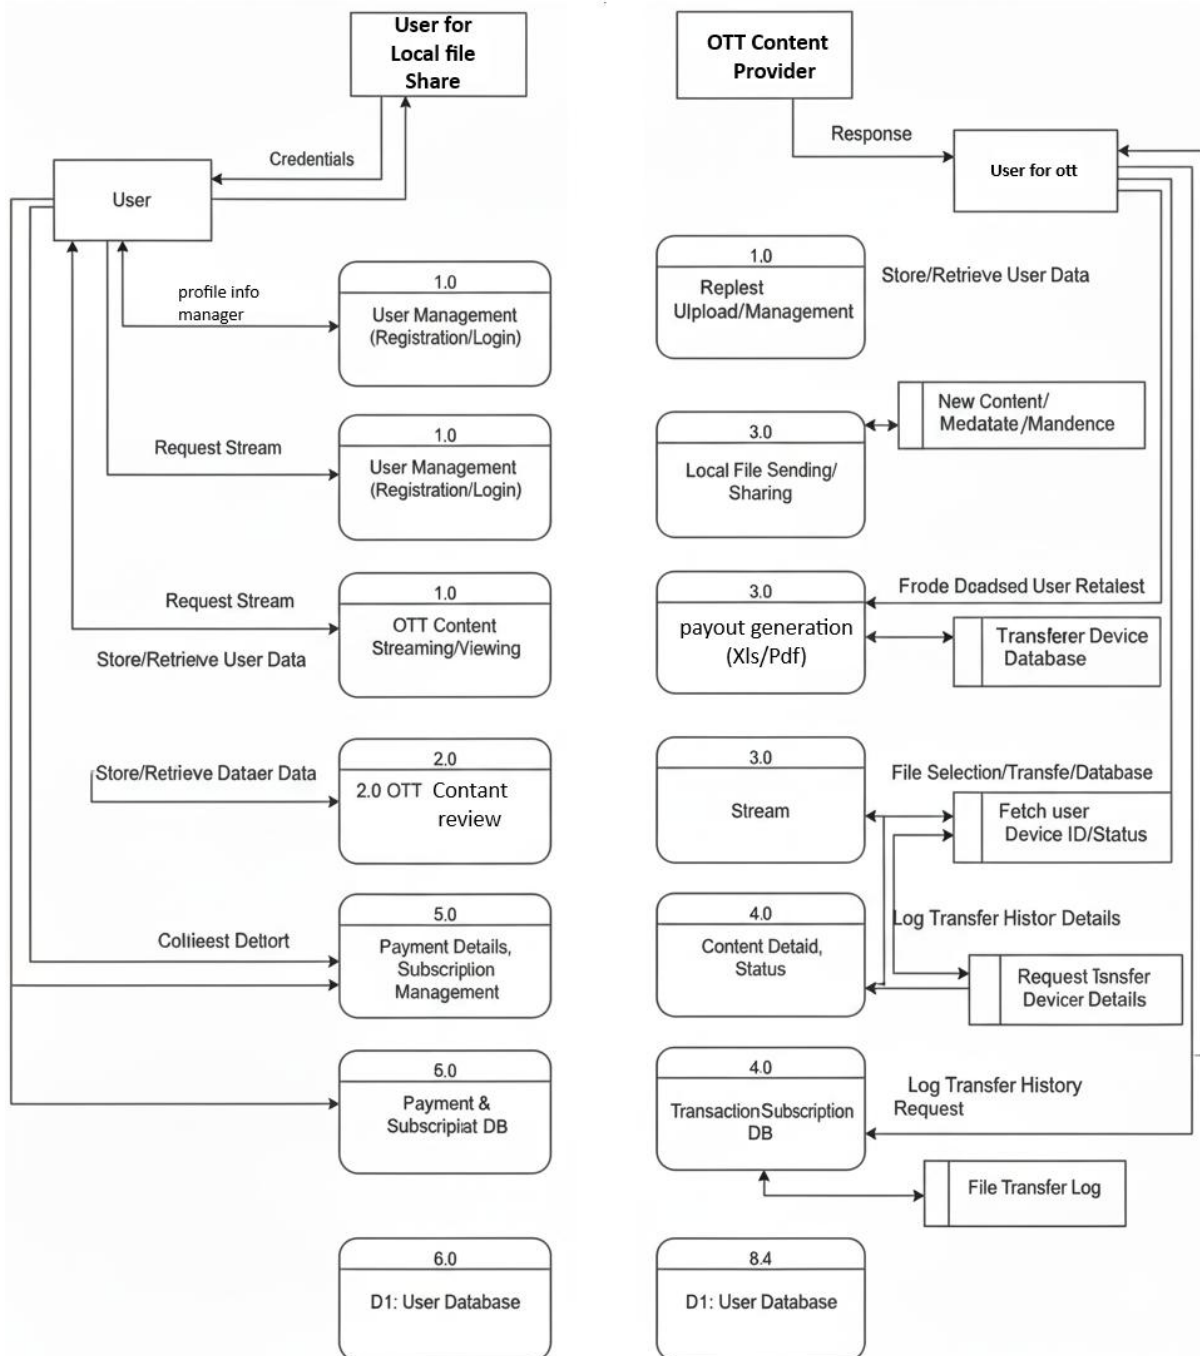 User for
Local file
Share
Credentials
User
profile info
manager
1.0
User Management
(Registration/Login)
Request Stream
1.0
User Management
(Registration/Login)
Request Stream
Store/Retrieve User Data
1.0
OTT Content
Streaming/Viewing
Store/Retrieve Dataer Data
2.0
2.0 OTT Contant
review
Coltieest Dettort
5.0
Payment Details,
Subscription
Management
5.0
Payment &
Subscripiat DB
6.0
D1: User Database
OTT Content
Provider
Response
User for ott
1.0
Replest
Ulpload/Management
Store/Retrieve User Data
3.0
Local File Sending/
Sharing
New Content/
Medatate/Mandence
Frode Dcadsed User Retalest
3.0
payout generation
(Xls/Pdf)
Transferer Device
Database
3.0
Stream
File Selection/Transfe/Database
Fetch user
Device ID/Status
4.0
Content Detaid,
Status
Log Transfer Histor Details
Request Tsnsfer
Devicer Details
4.0
TransactionSubscription
DB
Log Transfer History
Request
File Transfer Log
8.4
D1: User Database